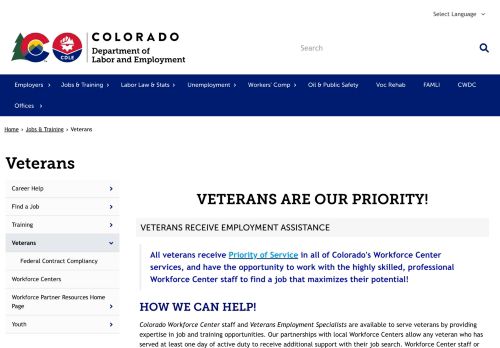 Select Language
COLORADO
Department of
Labor and Employment
CDLE
Search
Employers
Jobs & Training
Labor Law & Stats
Unemployment
Workers' Comp
Oil & Public Safety
Voc Rehab
FAMLI
CWDC
Offices
Home › Jobs & Training › Veterans
Veterans
Career Help
Find a Job
Training
Veterans
Federal Contract Compliancy
Workforce Centers
Workforce Partner Resources Home
Page
Youth
VETERANS ARE OUR PRIORITY!
VETERANS RECEIVE EMPLOYMENT ASSISTANCE
All veterans receive Priority of Service in all of Colorado's Workforce Center
services, and have the opportunity to work with the highly skilled, professional
Workforce Center staff to find a job that maximizes their potential!
HOW WE CAN HELP!
Colorado Workforce Center staff and Veterans Employment Specialists are available to serve veterans by providing
expertise in job and training opportunities. Our partnerships with local Workforce Centers allow any veteran who has
served at least one day of active duty to receive additional support with their job search. Workforce Center staff or